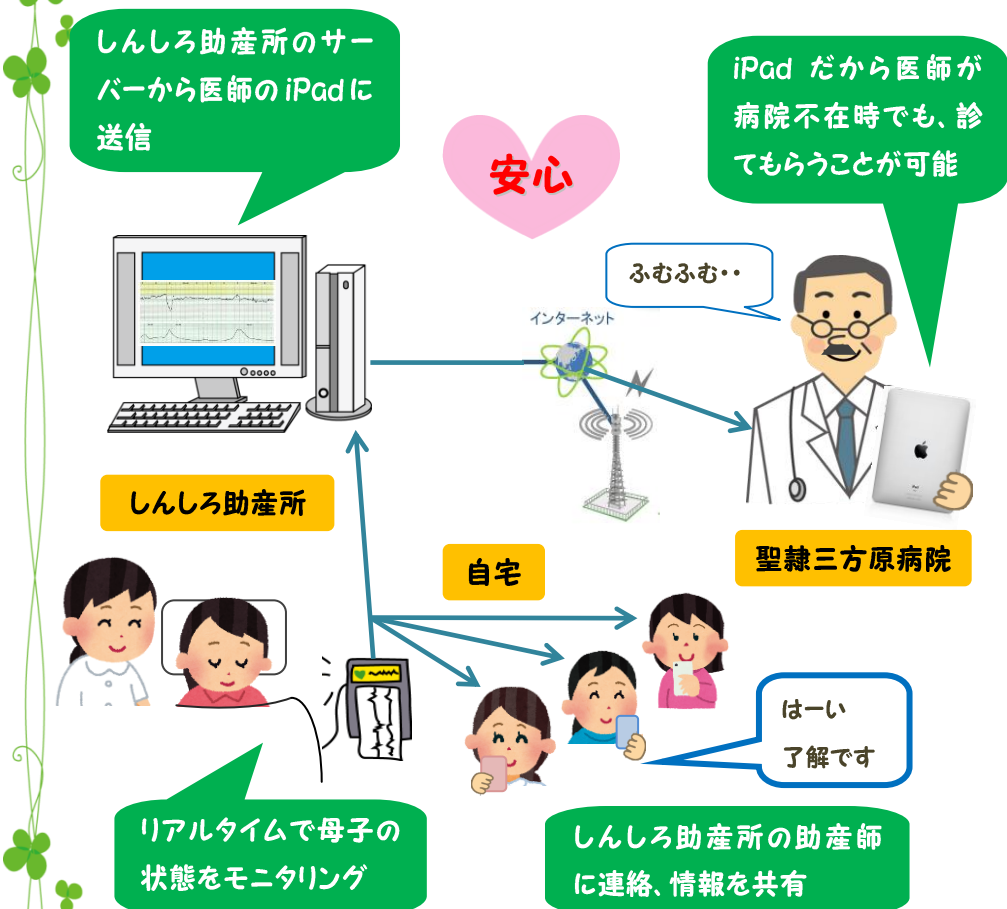 しんしろ助産所のサー
バーから医師のiPadに
送信
iPad だから医師が
病院不在時でも、診
てもらうことが可能
安心
ふむふむ・・
インターネット
しんしろ助産所
自宅
聖隷三方原病院
はーい
了解です
リアルタイムで母子の
状態をモニタリング
しんしろ助産所の助産師
に連絡、情報を共有